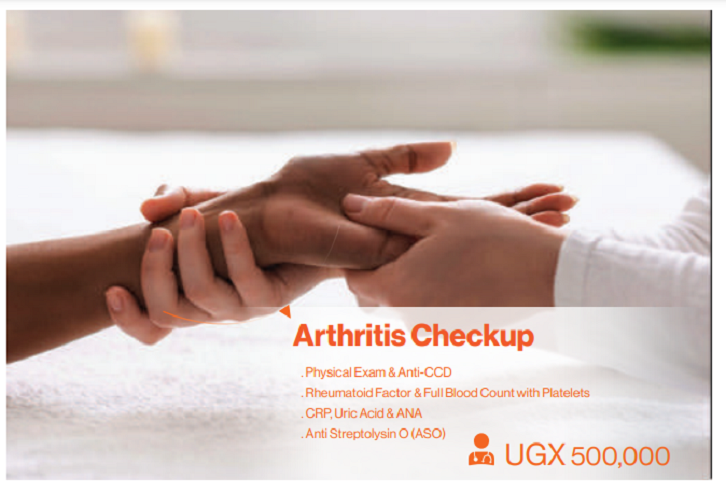 Arthritis Checkup
. Physical Exam & Anti-CCD
. Rheumatoid Factor & Full Blood Count with Platelets
. CRP, Uric Acid & ANA
. Anti Streptolysin O (ASO)
UGX 500,000